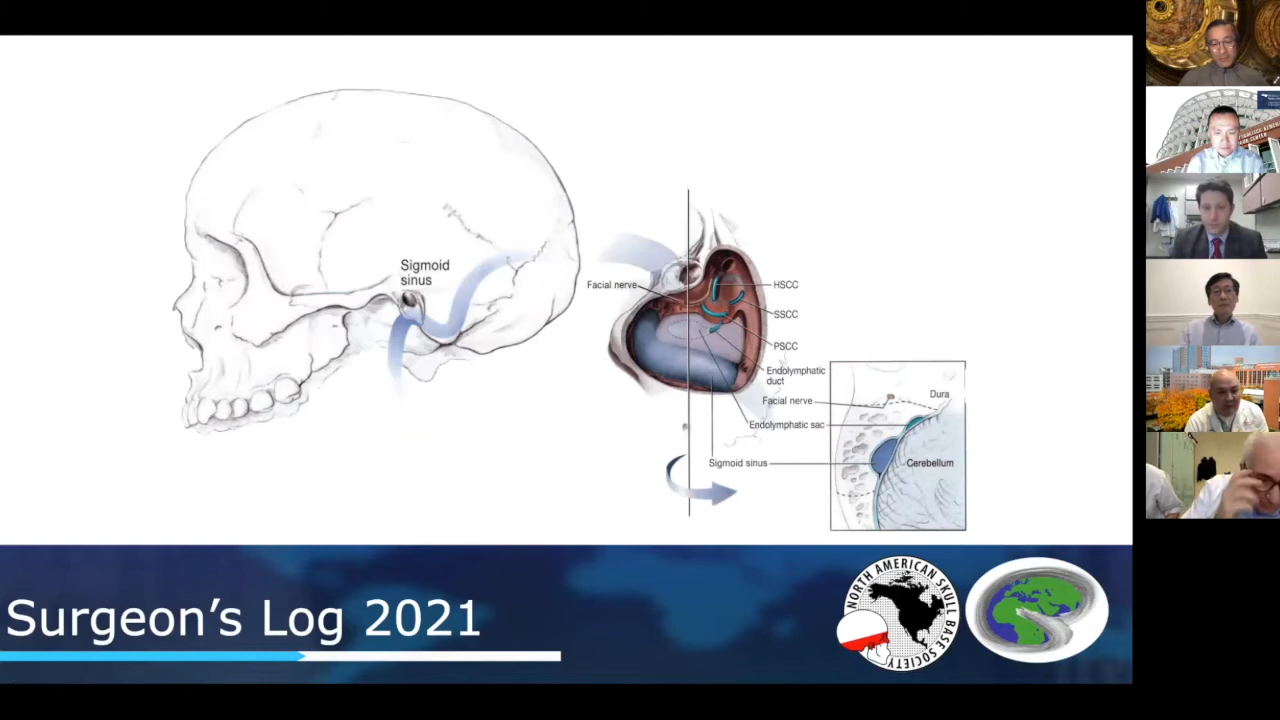 Sigmoid
sinus
Facial nerve
HSCC
SSCC
PSCC
Endolymphatic
duct
Facial nerve
Dura
Endolymphatic sac
Sigmoid sinus
Cerebellum
Surgeon's Log 2021
NORTH AMERICAN SKULL BASE SOCIETY